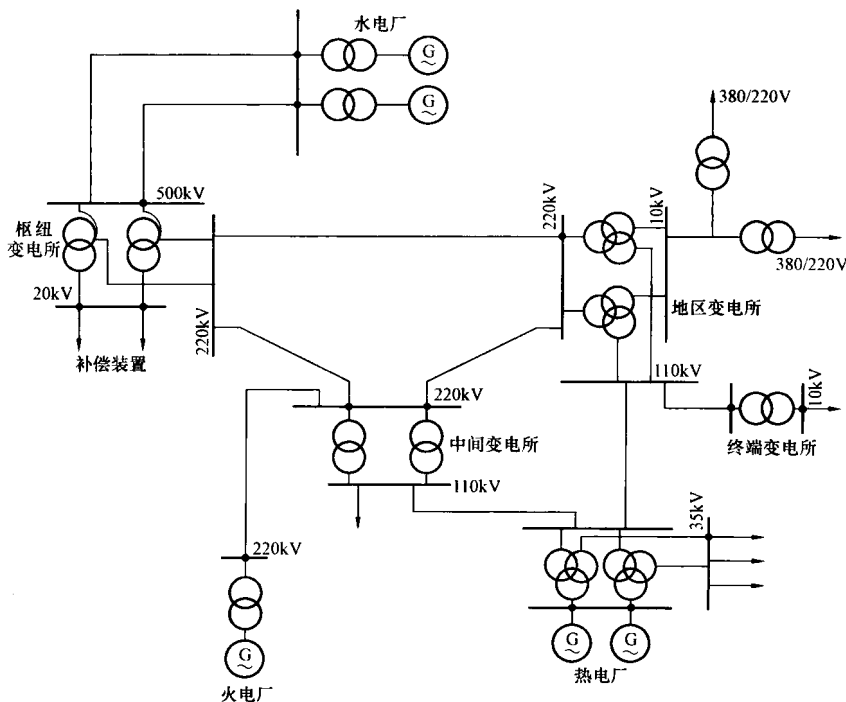 水电厂
G
~
G
~
380/220V
500kV
枢纽
变电所
220kV
10kV
380/220V
20kV
地区变电所
补偿装置
220kV
110kV
220kV
10kV
中间变电所
终端变电所
110kV
35kV
220kV
G
~
火电厂
G
~
G
~
热电厂